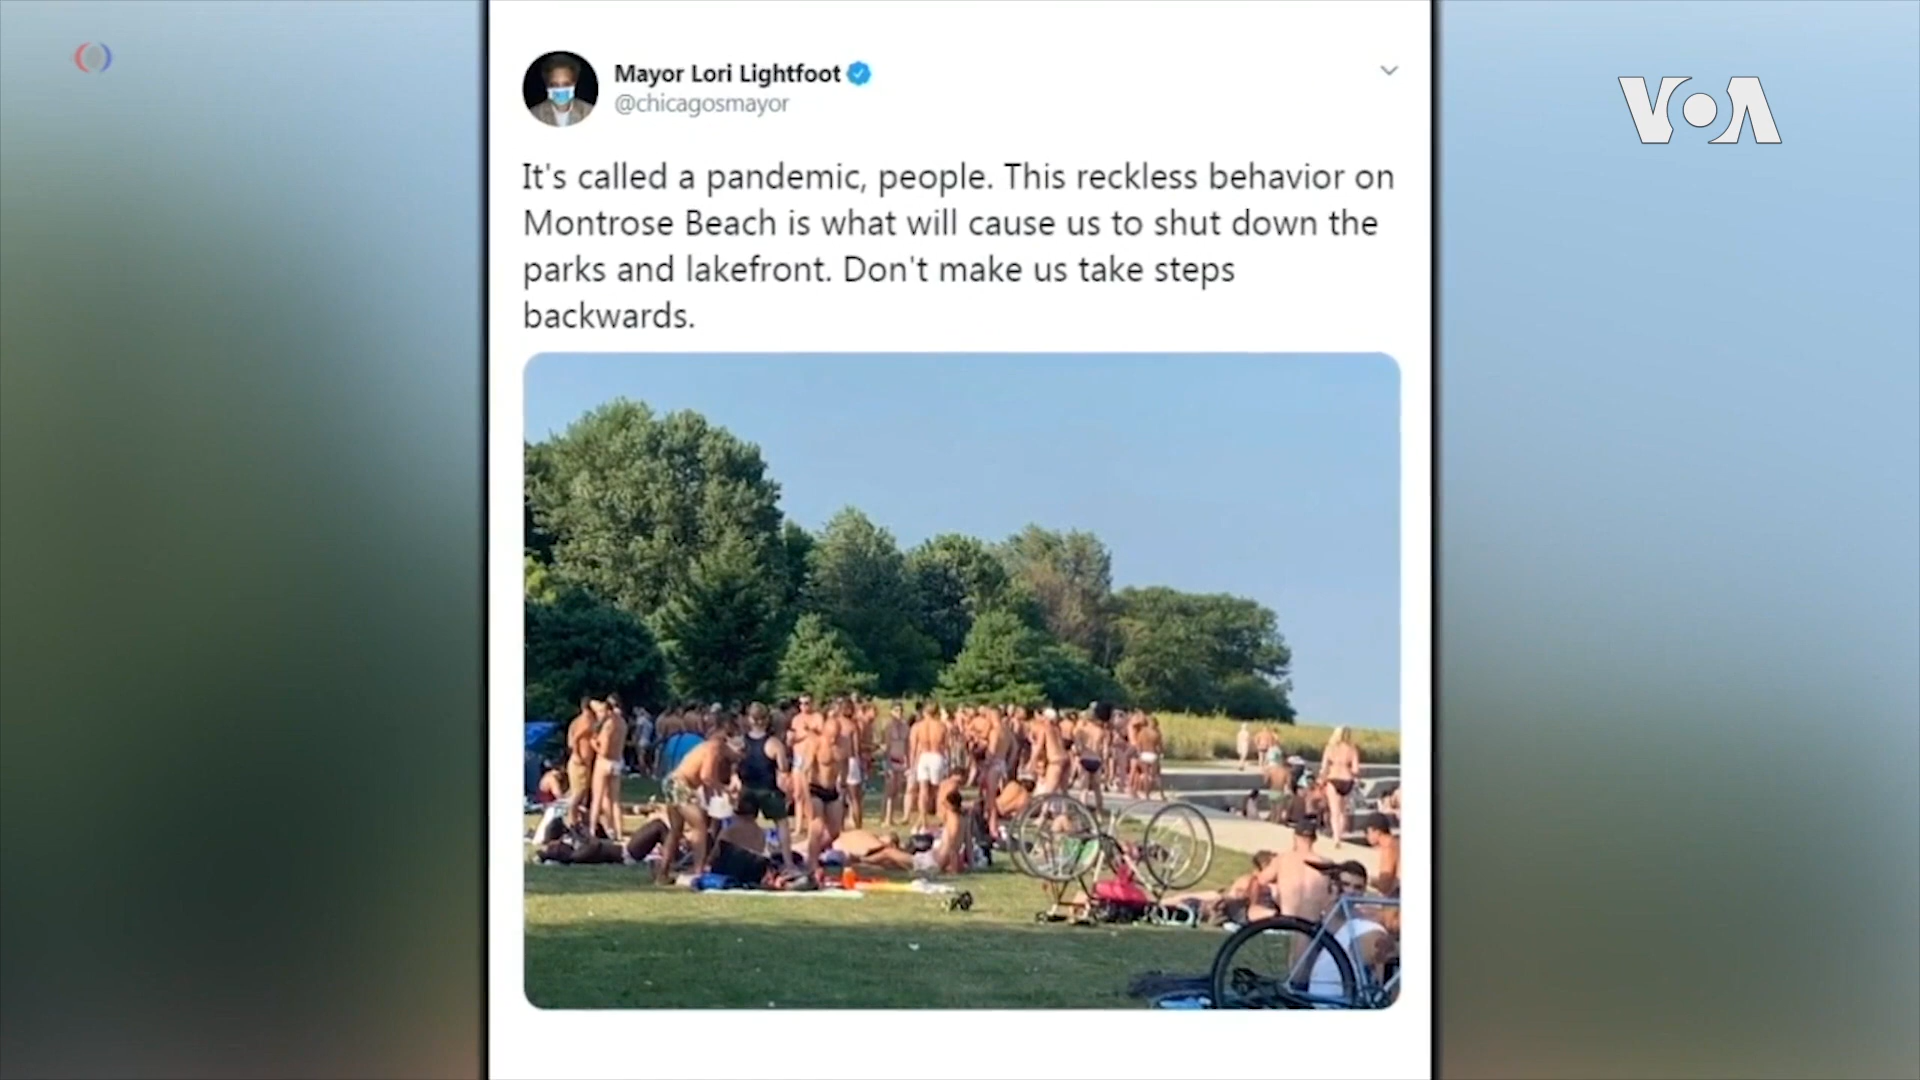 Mayor Lori Lightfoot
@chicagosmayor
VOA
It's called a pandemic, people. This reckless behavior on
Montrose Beach is what will cause us to shut down the
parks and lakefront. Don't make us take steps
backwards.